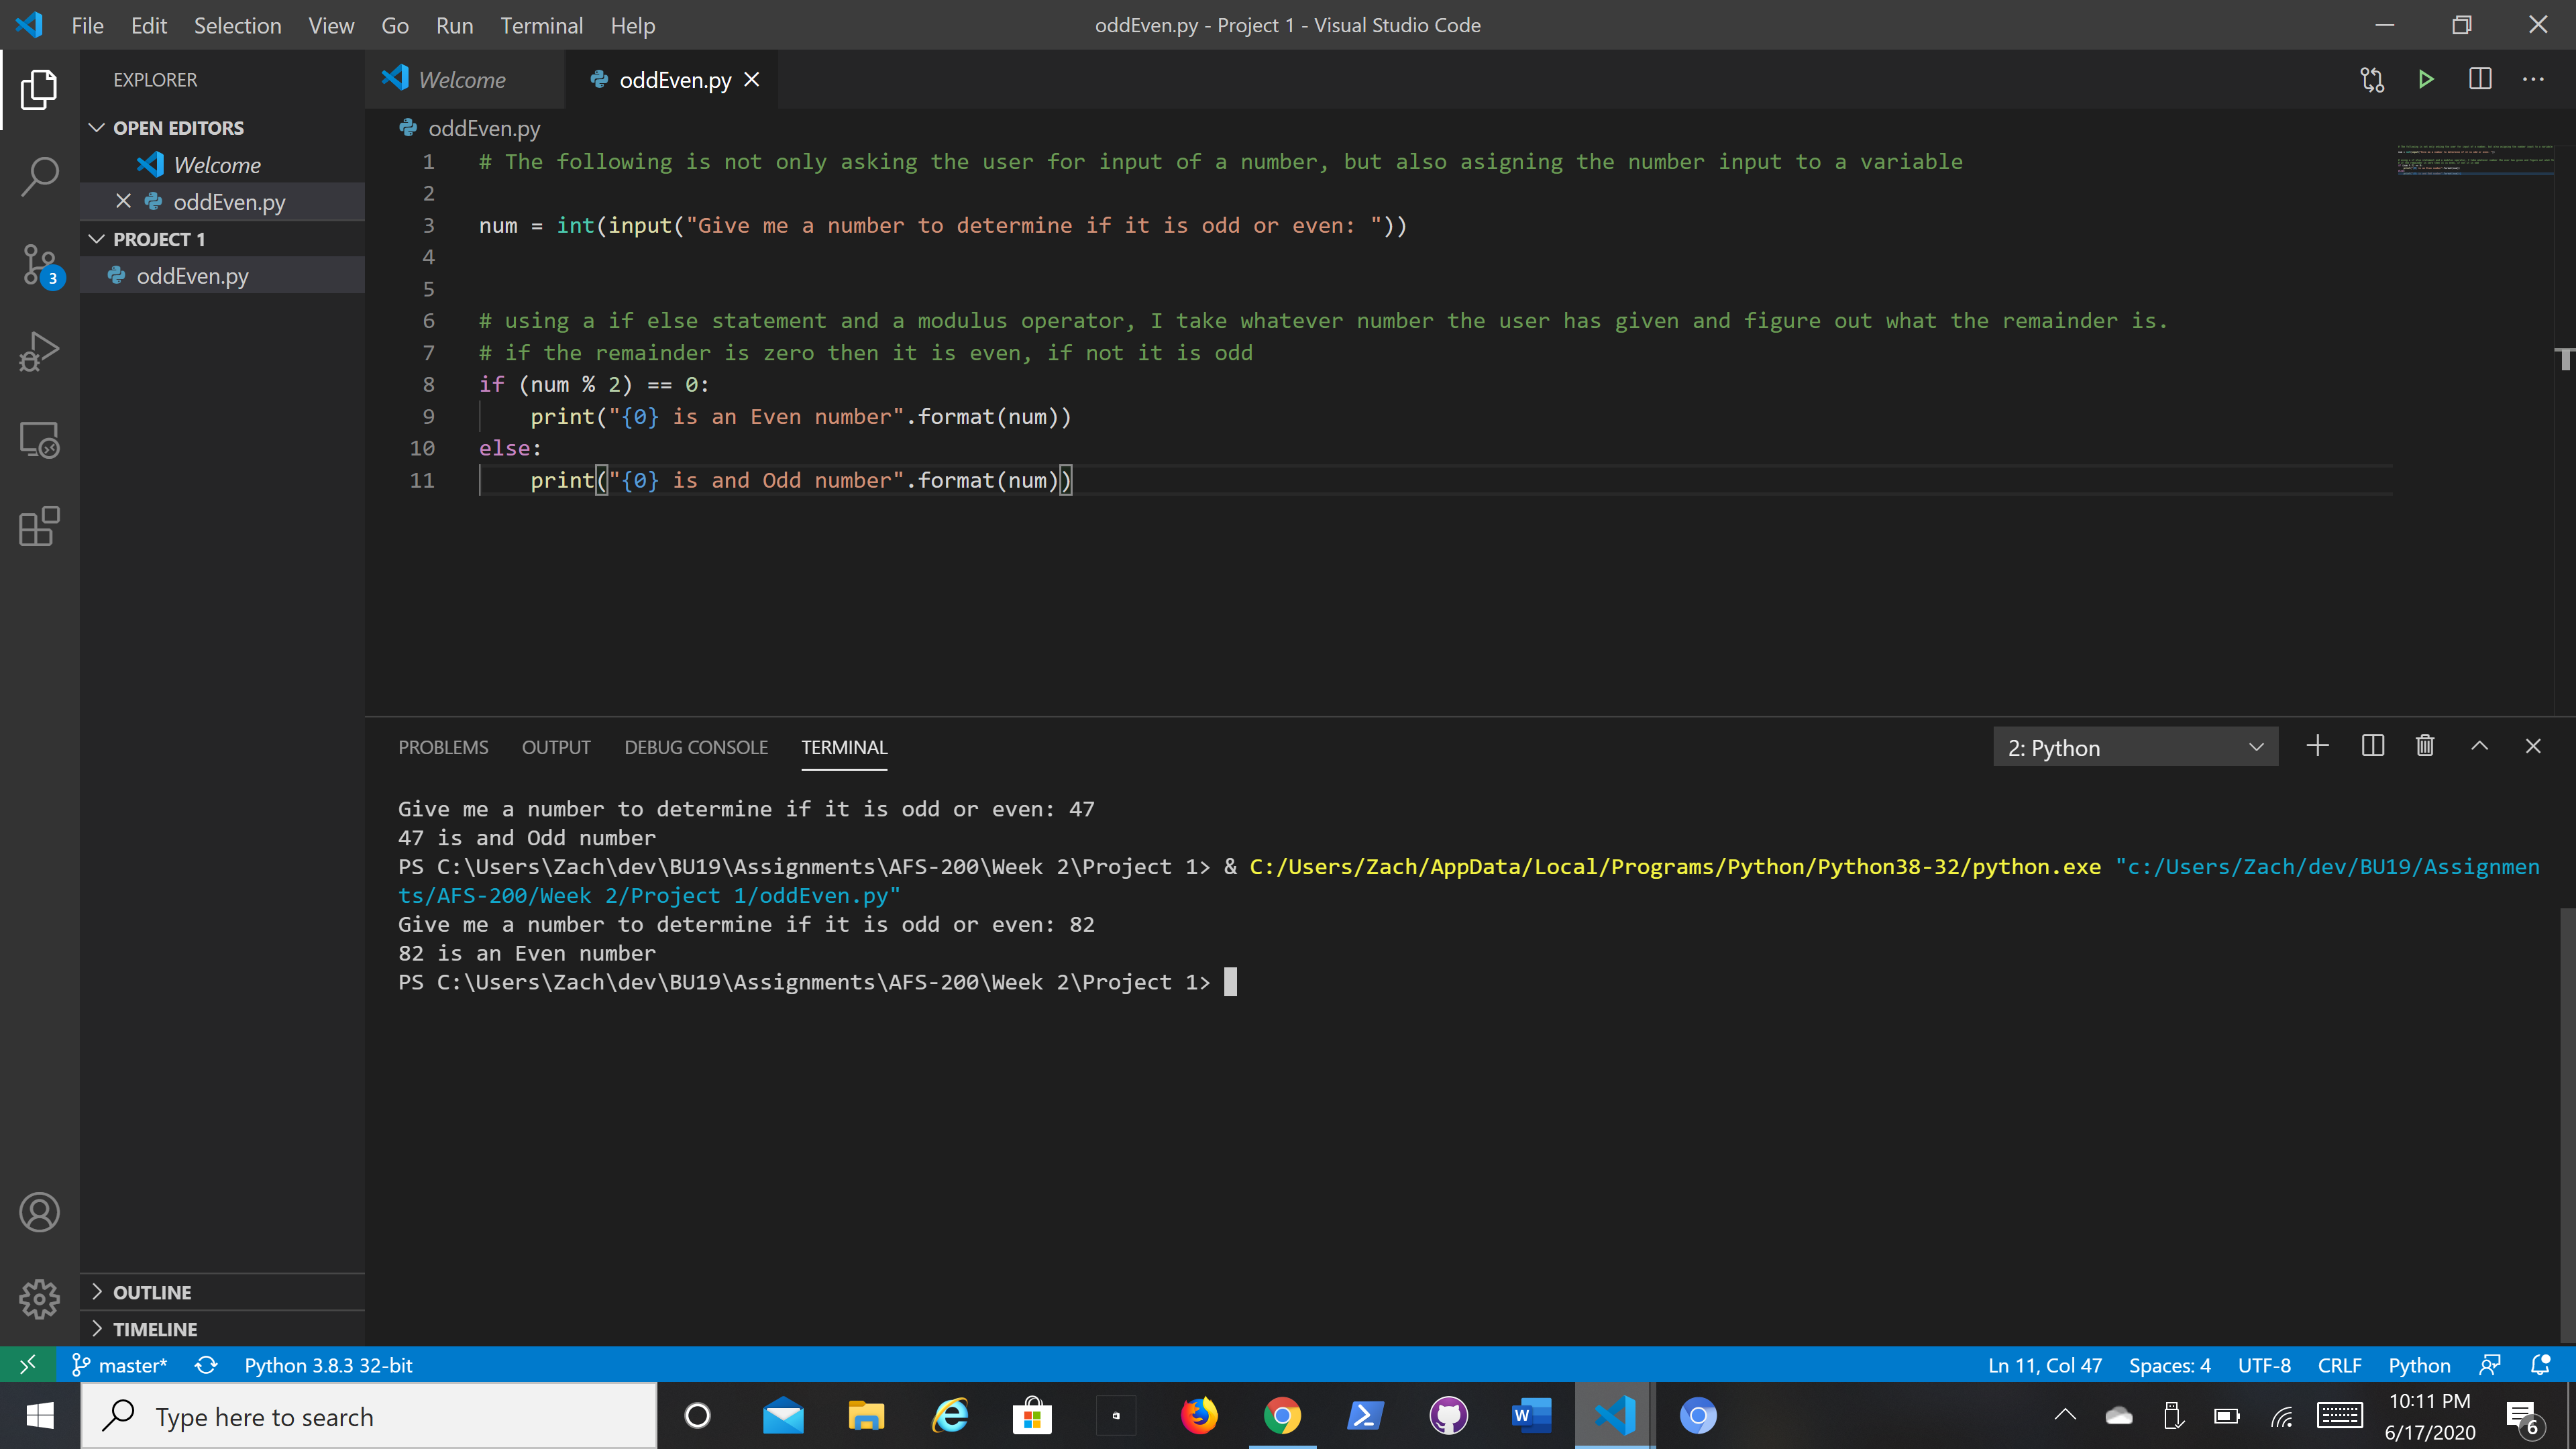 File Edit Selection View Go Run Terminal Help
oddEven.py - Project 1 - Visual Studio Code
EXPLORER
OPEN EDITORS
Welcome
oddEven.py
PROJECT 1
oddEven.py
3
OUTLINE
TIMELINE
Welcome
oddEven.py
oddEven.py
1 # The following is not only asking the user for input of a number, but also asigning the number input to a variable
2
3 num = int(input("Give me a number to determine if it is odd or even: "))
4
5
6 # using a if else statement and a modulus operator, I take whatever number the user has given and figure out what the remainder is.
7 # if the remainder is zero then it is even, if not it is odd
8 if (num % 2) == 0:
9 print("{0} is an Even number".format(num))
10 else:
11 print("{0} is and Odd number".format(num))
PROBLEMS OUTPUT DEBUG CONSOLE TERMINAL
2: Python
Give me a number to determine if it is odd or even: 47
47 is and Odd number
PS C:\Users\Zach\dev\BU19\Assignments\AFS-200\Week 2\Project 1> & C:/Users/Zach/AppData/Local/Programs/Python/Python38-32/python.exe "c:/Users/Zach/dev/BU19/Assignmen
ts/AFS-200/Week 2/Project 1/oddEven.py"
Give me a number to determine if it is odd or even: 82
82 is an Even number
PS C:\Users\Zach\dev\BU19\Assignments\AFS-200\Week 2\Project 1>
master* Python 3.8.3 32-bit
Ln 11, Col 47 Spaces: 4 UTF-8 CRLF Python
Type here to search
W
10:11 PM
6/17/2020
6